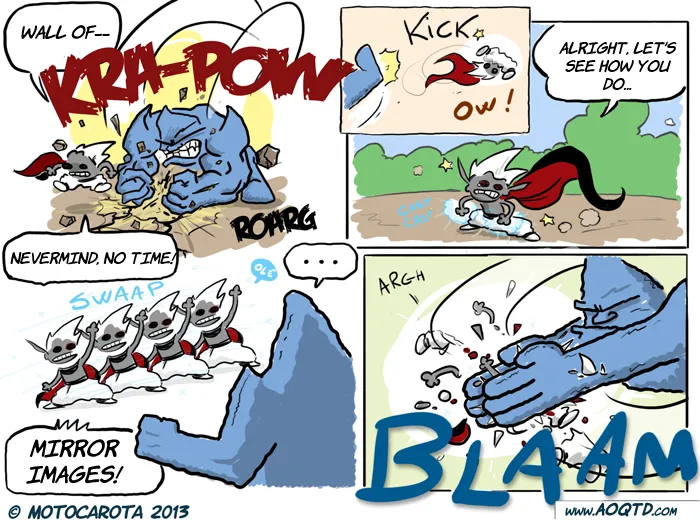 WALL OF--
KRA-POW
ROHRG
NEVERMIND, NO TIME!
KICK
OW!
ALRIGHT, LET'S
SEE HOW YOU
DO...
SWAAP
OLE'
...
MIRROR
IMAGES!
ARGH
BLAAM
© MOTOCAROTA 2013
WWW.AOQTD.COM